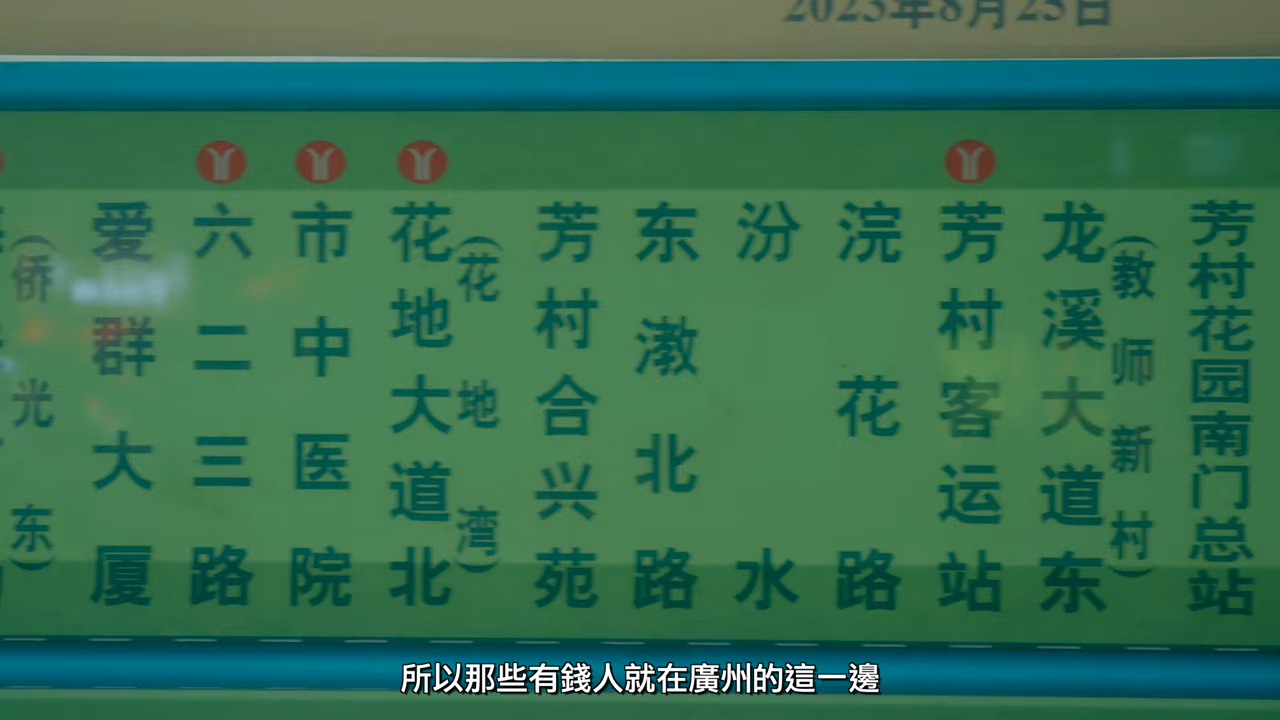 2023年8月25日
(侨光东)
爱群大厦
六二三路
市中医院
花地大道北
(花地湾)
芳村合兴苑
东漖北路
汾水
浣花路
芳村客运站
龙溪大道东
(教师新村)
芳村花园南门总站
所以那些有錢人就在廣州的這一邊